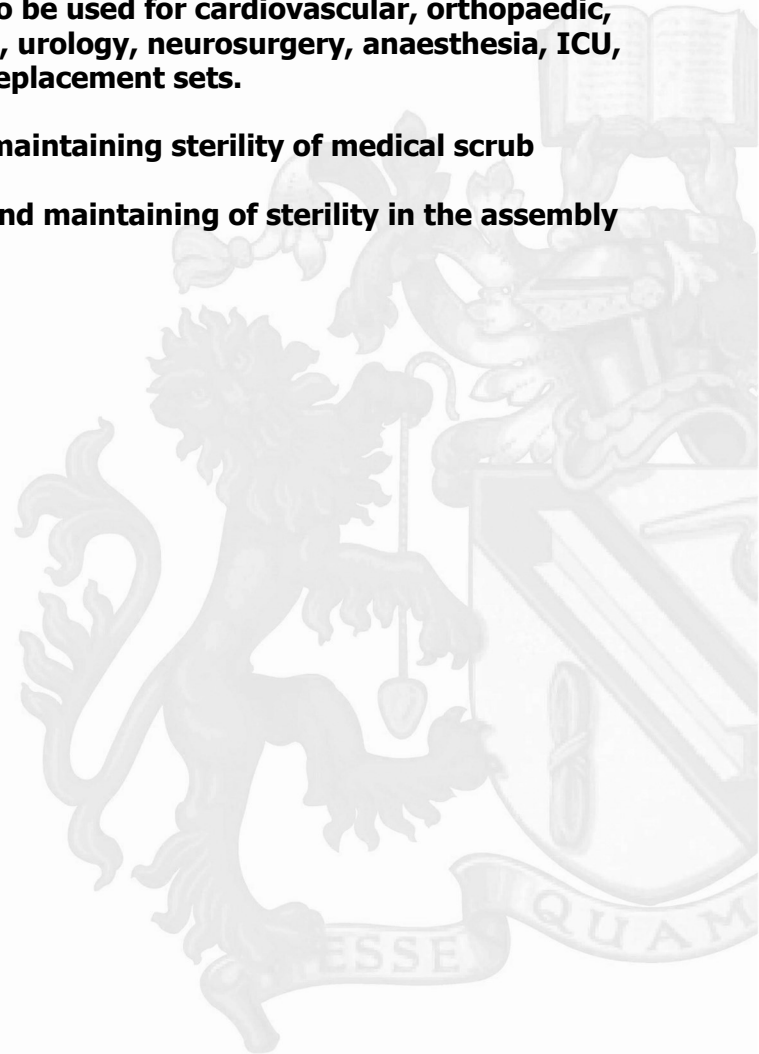 o be used for cardiovascular, orthopaedic,
, urology, neurosurgery, anaesthesia, ICU,
eplacement sets.
maintaining sterility of medical scrub
nd maintaining of sterility in the assembly
ESSE QUAM